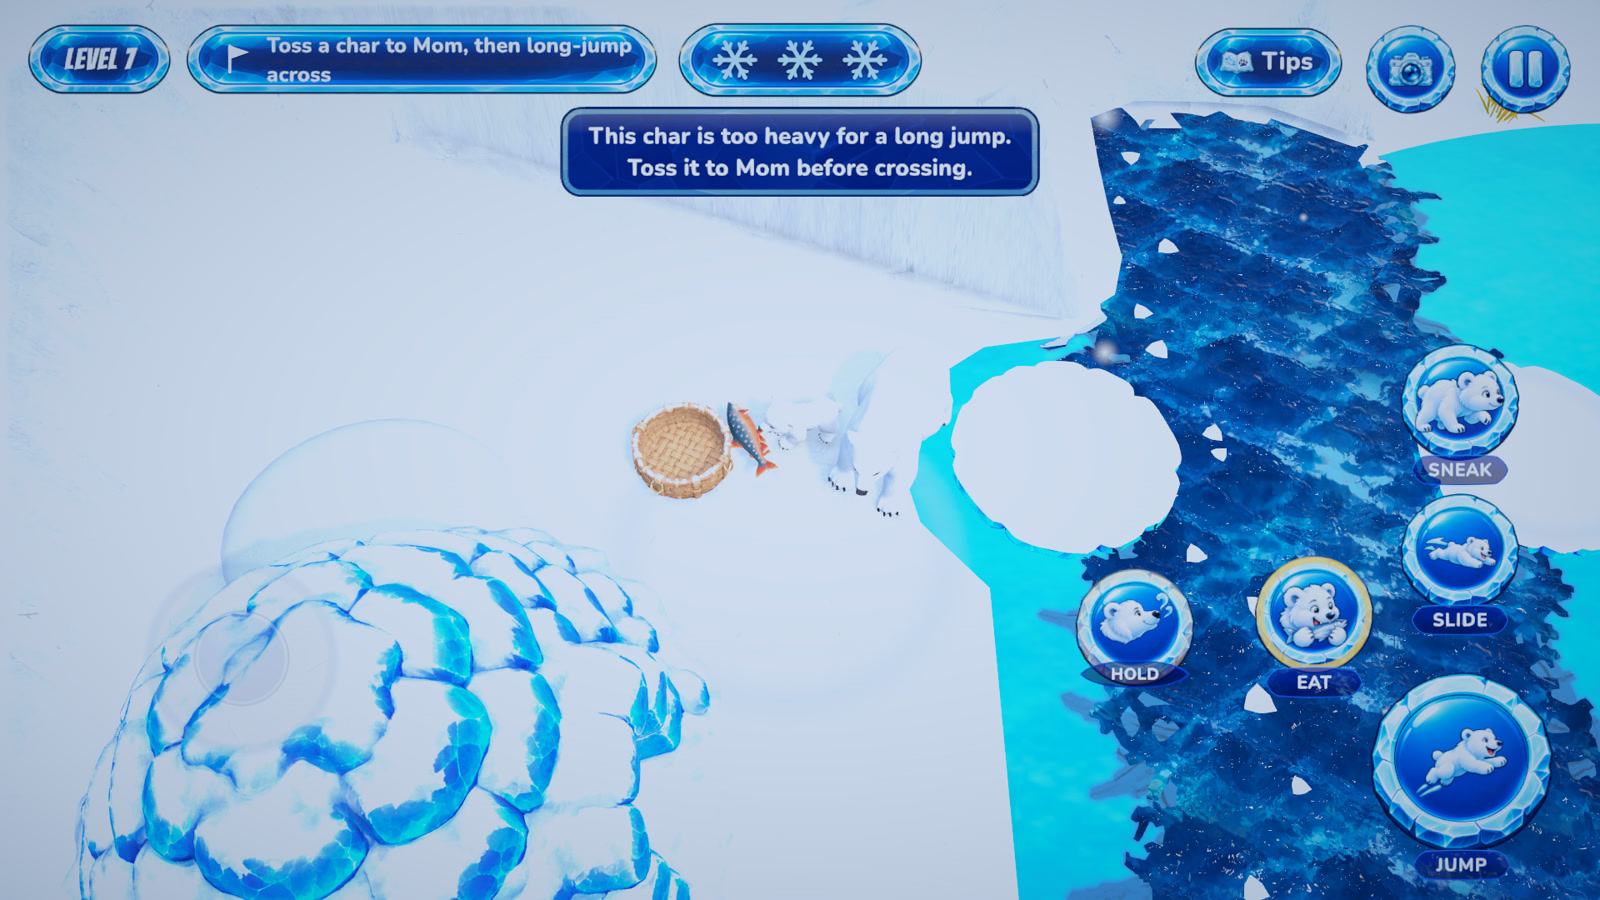 LEVEL 7
Toss a char to Mom, then long-jump
across
Tips
This char is too heavy for a long jump.
Toss it to Mom before crossing.
SNEAK
SLIDE
HOLD
EAT
JUMP